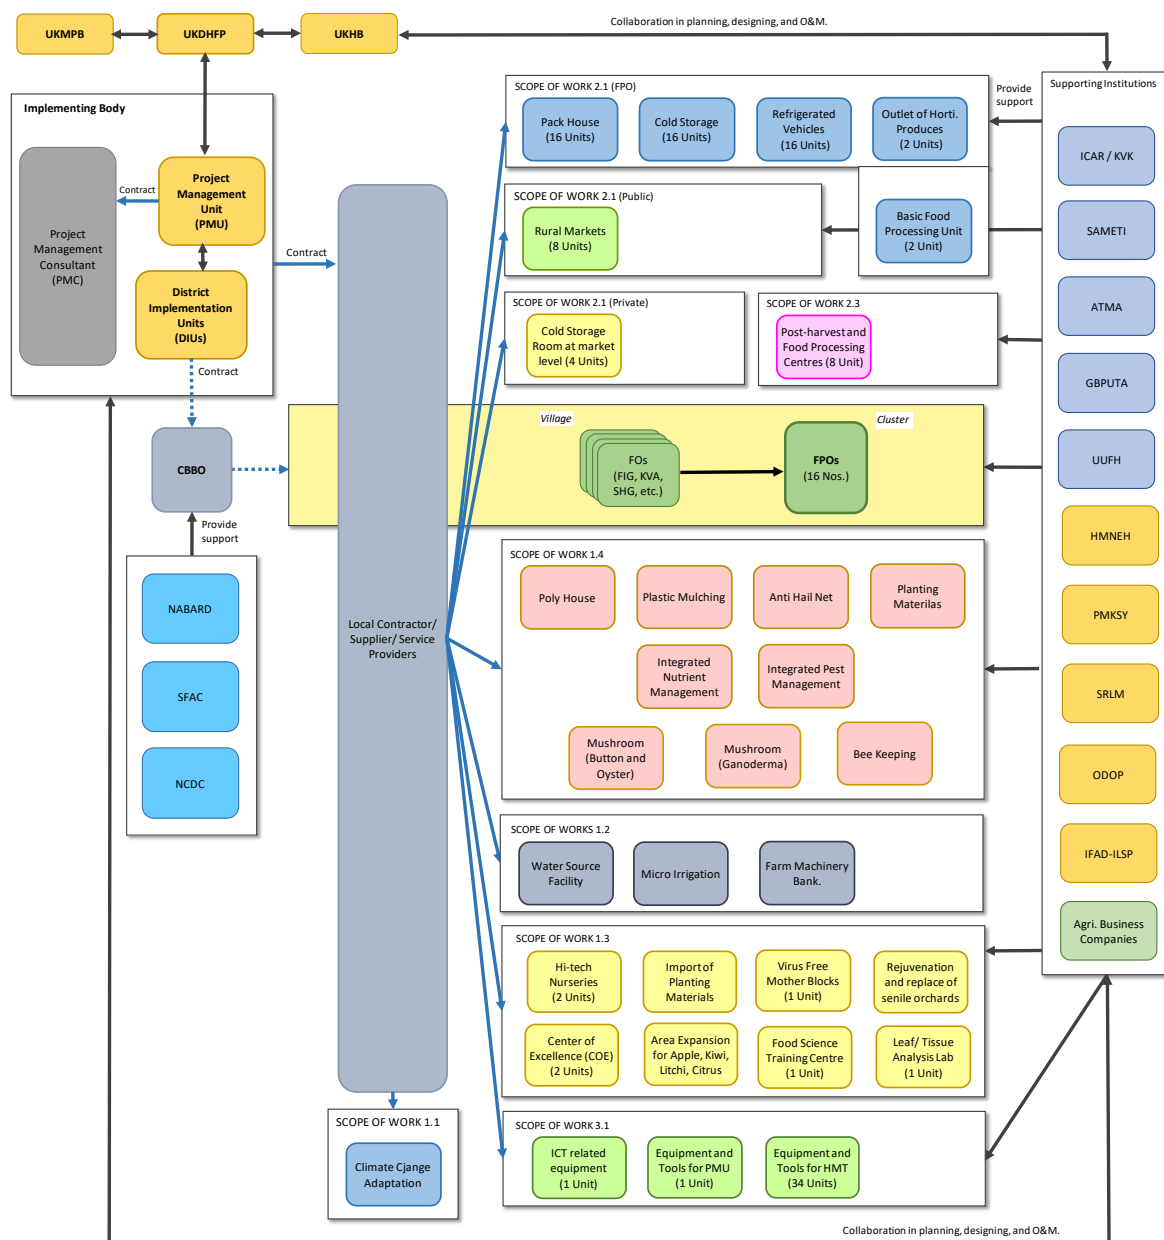 UKMPB
UKDHFP
UKHB
Collaboration in planning, designing, and O&M.
Implementing Body
Project
Management
Consultant
(PMC)
Contract
Project
Management
Unit
(PMU)
District
Implementation
Units
(DIUs)
Contract
Contract
CBBO
Provide
support
NABARD
SFAC
NCDC
Local Contractor/
Supplier/ Service
Providers
SCOPE OF WORK 1.1
Climate Cjange
Adaptation
SCOPE OF WORK 2.1 (FPO)
Pack House
(16 Units)
Cold Storage
(16 Units)
Refrigerated
Vehicles
(16 Units)
Outlet of Horti.
Produces
(2 Units)
SCOPE OF WORK 2.1 (Public)
Rural Markets
(8 Units)
Basic Food
Processing Unit
(2 Unit)
SCOPE OF WORK 2.1 (Private)
Cold Storage
Room at market
level (4 Units)
SCOPE OF WORK 2.3
Post-harvest and
Food Processing
Centres (8 Unit)
Village
Cluster
FOs
(FIG, KVA,
SHG, etc.)
FPOs
(16 Nos.)
SCOPE OF WORK 1.4
Poly House
Plastic Mulching
Anti Hail Net
Planting
Materilas
Integrated
Nutrient
Management
Integrated Pest
Management
Mushroom
(Button and
Oyster)
Mushroom
(Ganoderma)
Bee Keeping
SCOPE OF WORKS 1.2
Water Source
Facility
Micro Irrigation
Farm Machinery
Bank.
SCOPE OF WORK 1.3
Hi-tech
Nurseries
(2 Units)
Import of
Planting
Materials
Virus Free
Mother Blocks
(1 Unit)
Rejuvenation
and replace of
senile orchards
Center of
Excellence (COE)
(2 Units)
Area Expansion
for Apple, Kiwi,
Litchi, Citrus
Food Science
Training Centre
(1 Unit)
Leaf/ Tissue
Analysis Lab
(1 Unit)
SCOPE OF WORK 3.1
ICT related
equipment
(1 Unit)
Equipment and
Tools for PMU
(1 Unit)
Equipment and
Tools for HMT
(34 Units)
Provide
support
Supporting Institutions
ICAR / KVK
SAMETI
ATMA
GBPUTA
UUFH
HMNEH
PMKSY
SRLM
ODOP
IFAD-ILSP
Agri. Business
Companies
Collaboration in planning, designing, and O&M.